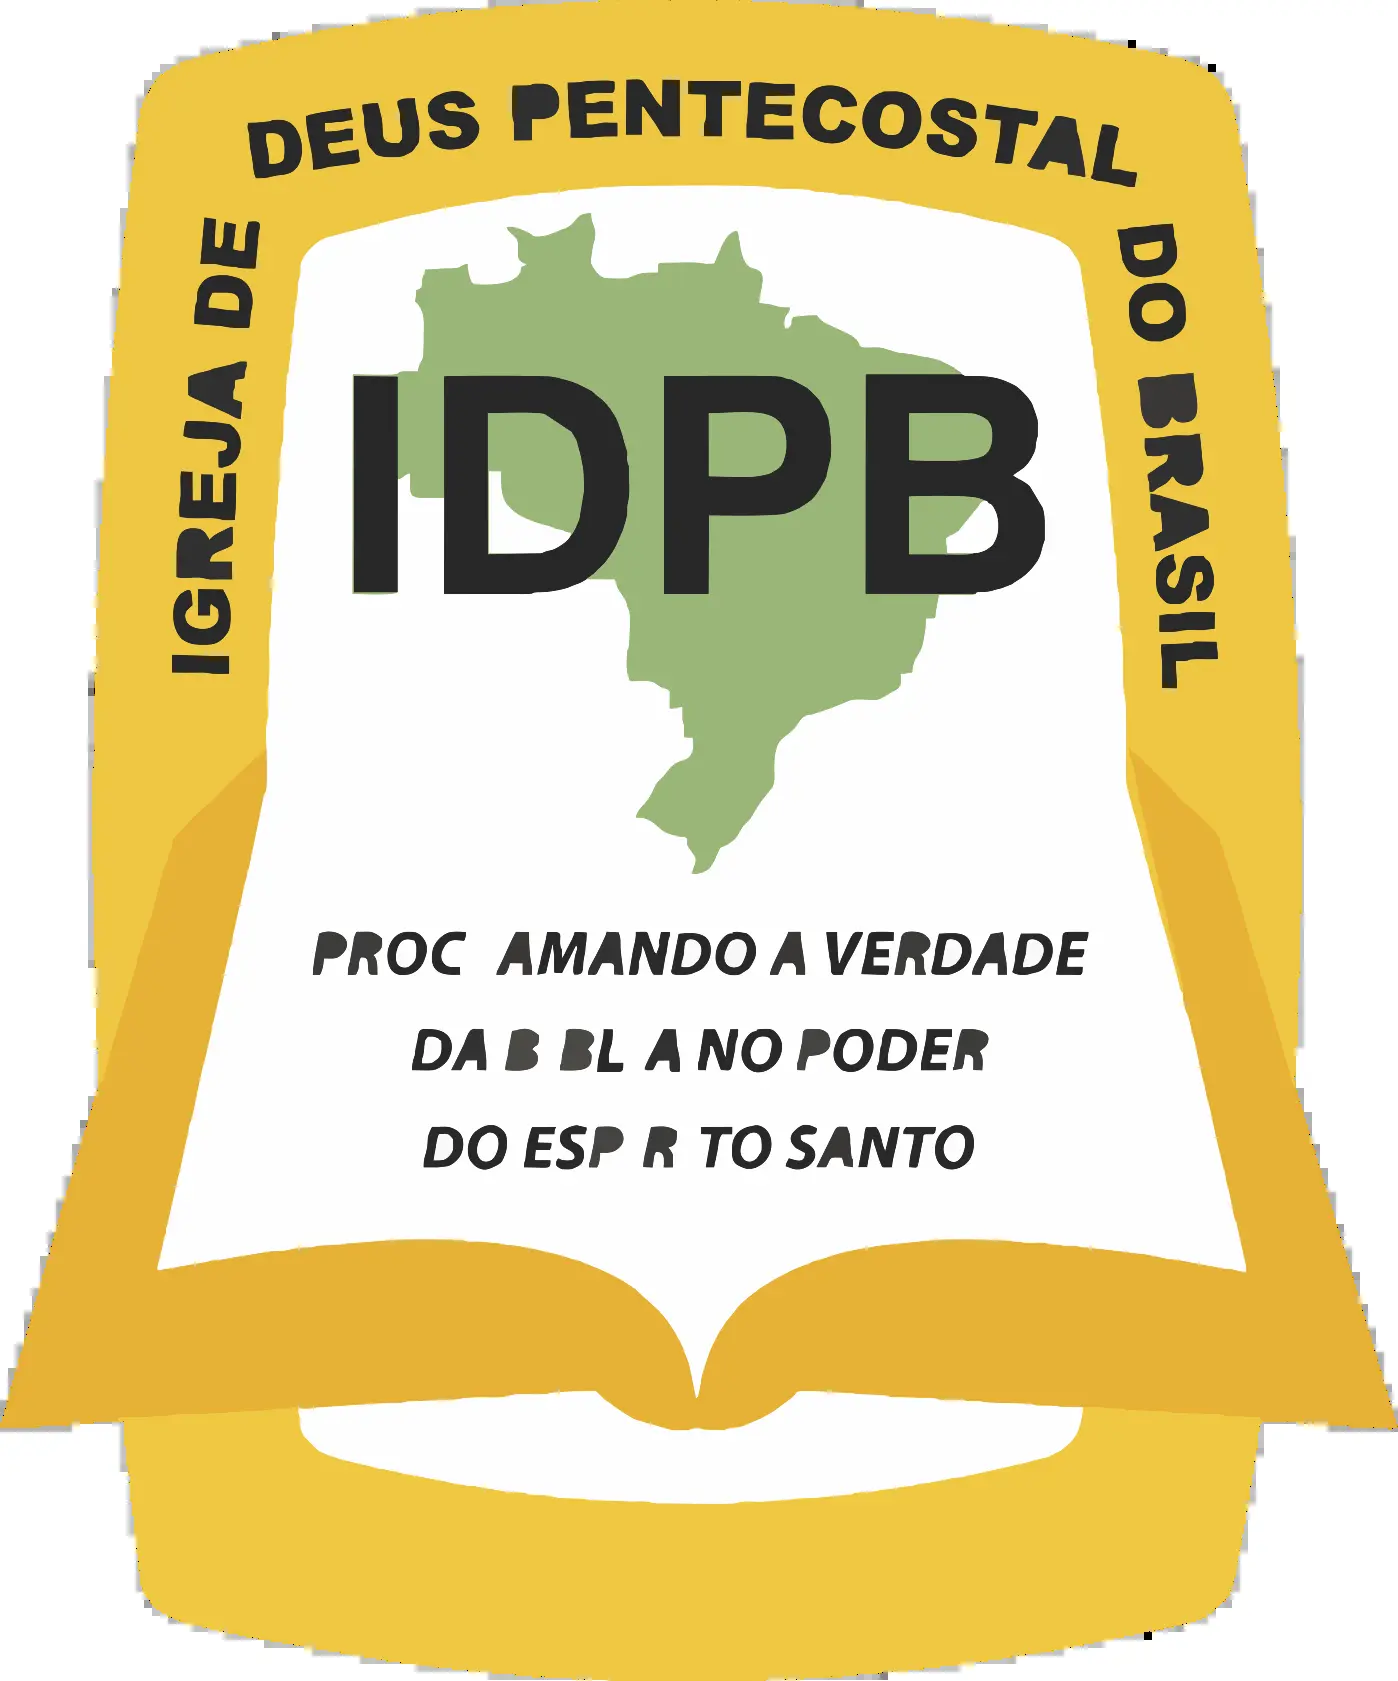 IGREJA DE DEUS PENTECOSTAL DO BRASIL
IDPB
PROC AMANDO A VERDADE
DA B BL A NO PODER
DO ESP R TO SANTO